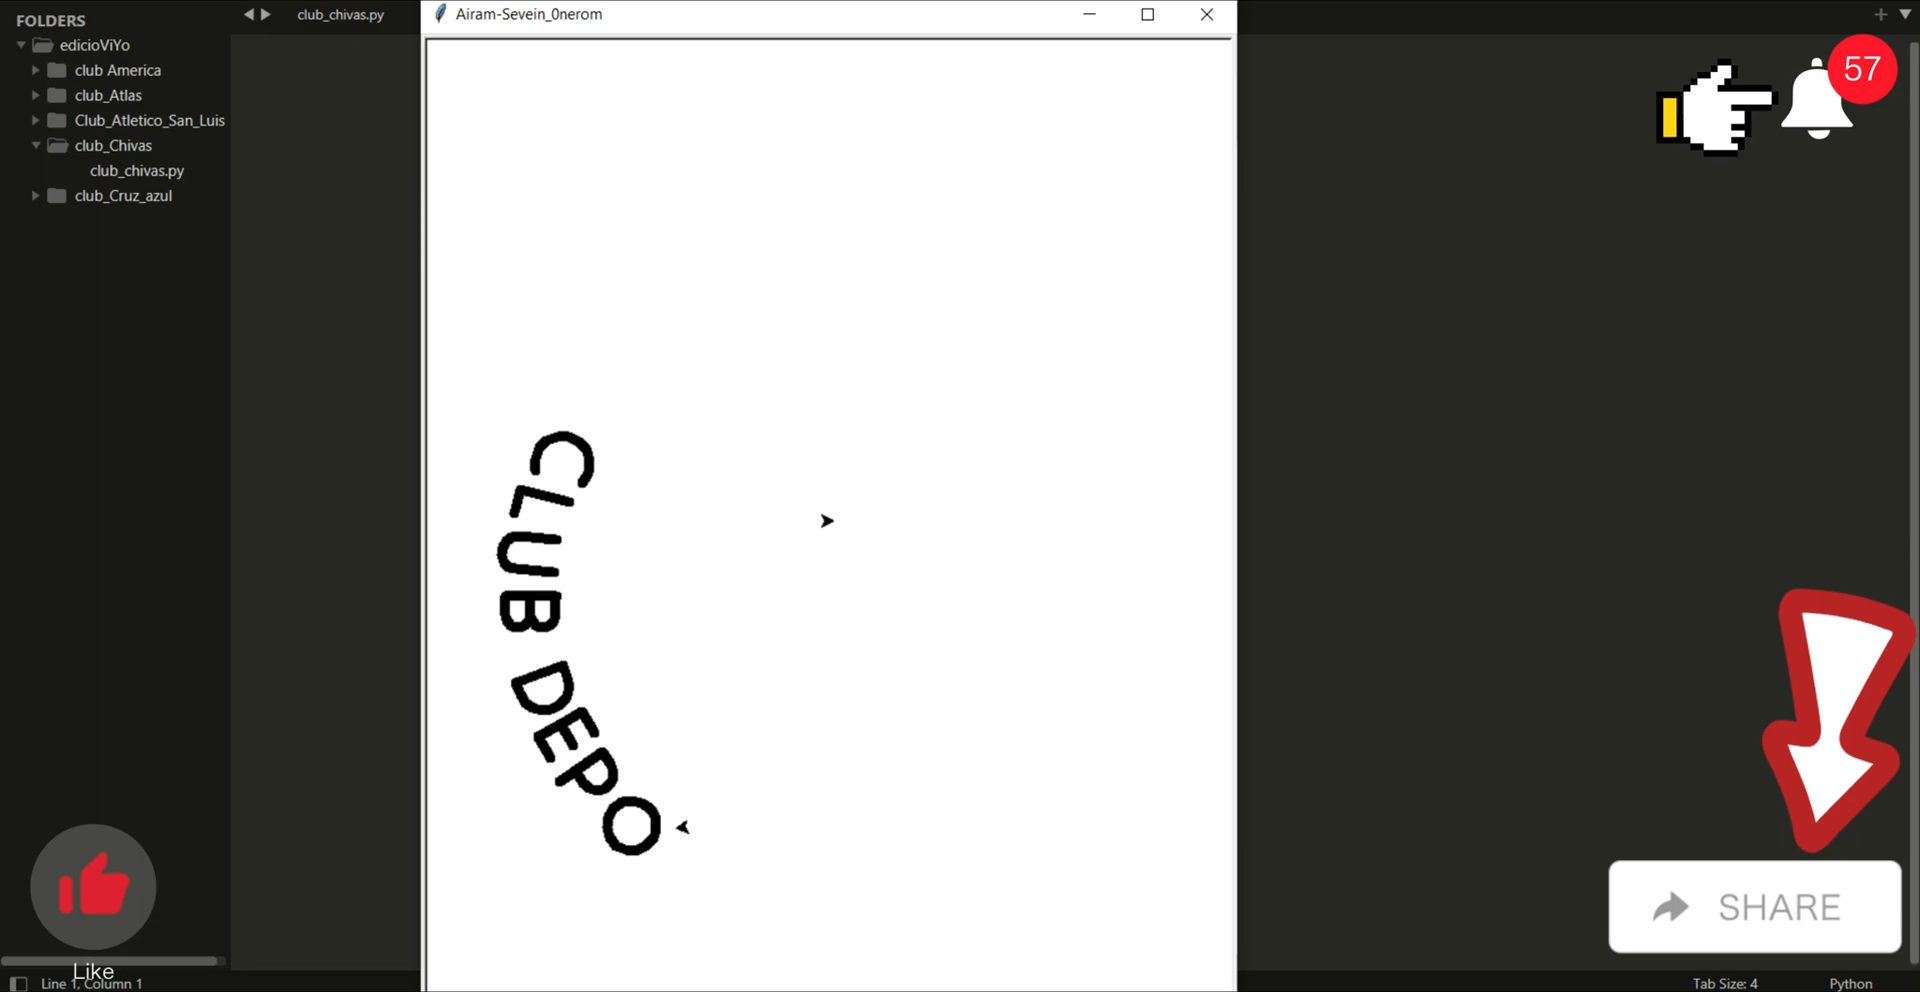 FOLDERS
edicioViYo
club America
club_Atlas
Club_Atletico_San_Luis
club_Chivas
club_chivas.py
club_Cruz_azul
club_chivas.py
Airam-Sevein_0nerom
57
CLUB DEPO
SHARE
Like
Line 1, Column 1
Tab Size: 4
Python